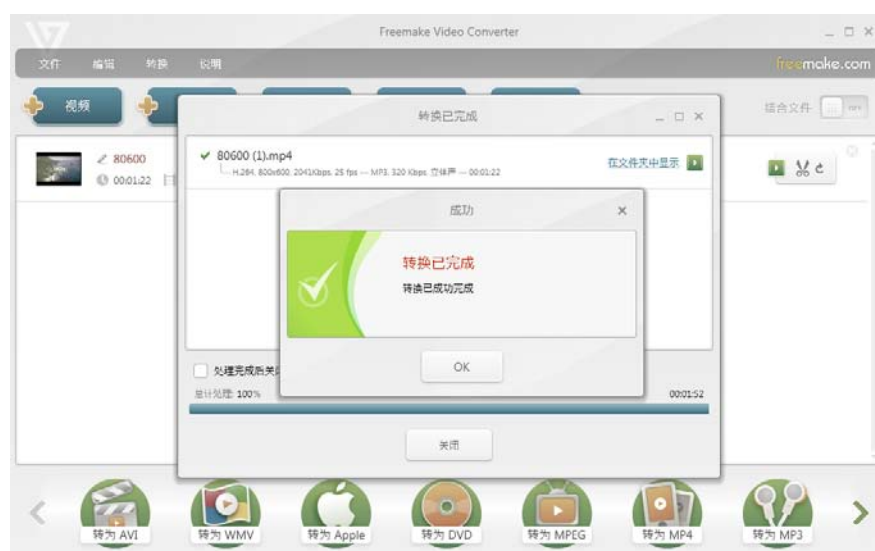 Freemake Video Converter
文件 编辑 转换 说明
freemake.com
视频
结合文件
OFF
转换已完成
80600
00:01:22
80600 (1).mp4
H.264, 800x600, 2041Kbps, 25 fps — MP3, 320 Kbps, 立体声 — 00:01:22
在文件夹中显示
成功
转换已完成
转换已成功完成
OK
处理完成后关
总计处理: 100%
00:01:52
关闭
转为 AVI
转为 WMV
转为 Apple
转为 DVD
转为 MPEG
转为 MP4
转为 MP3